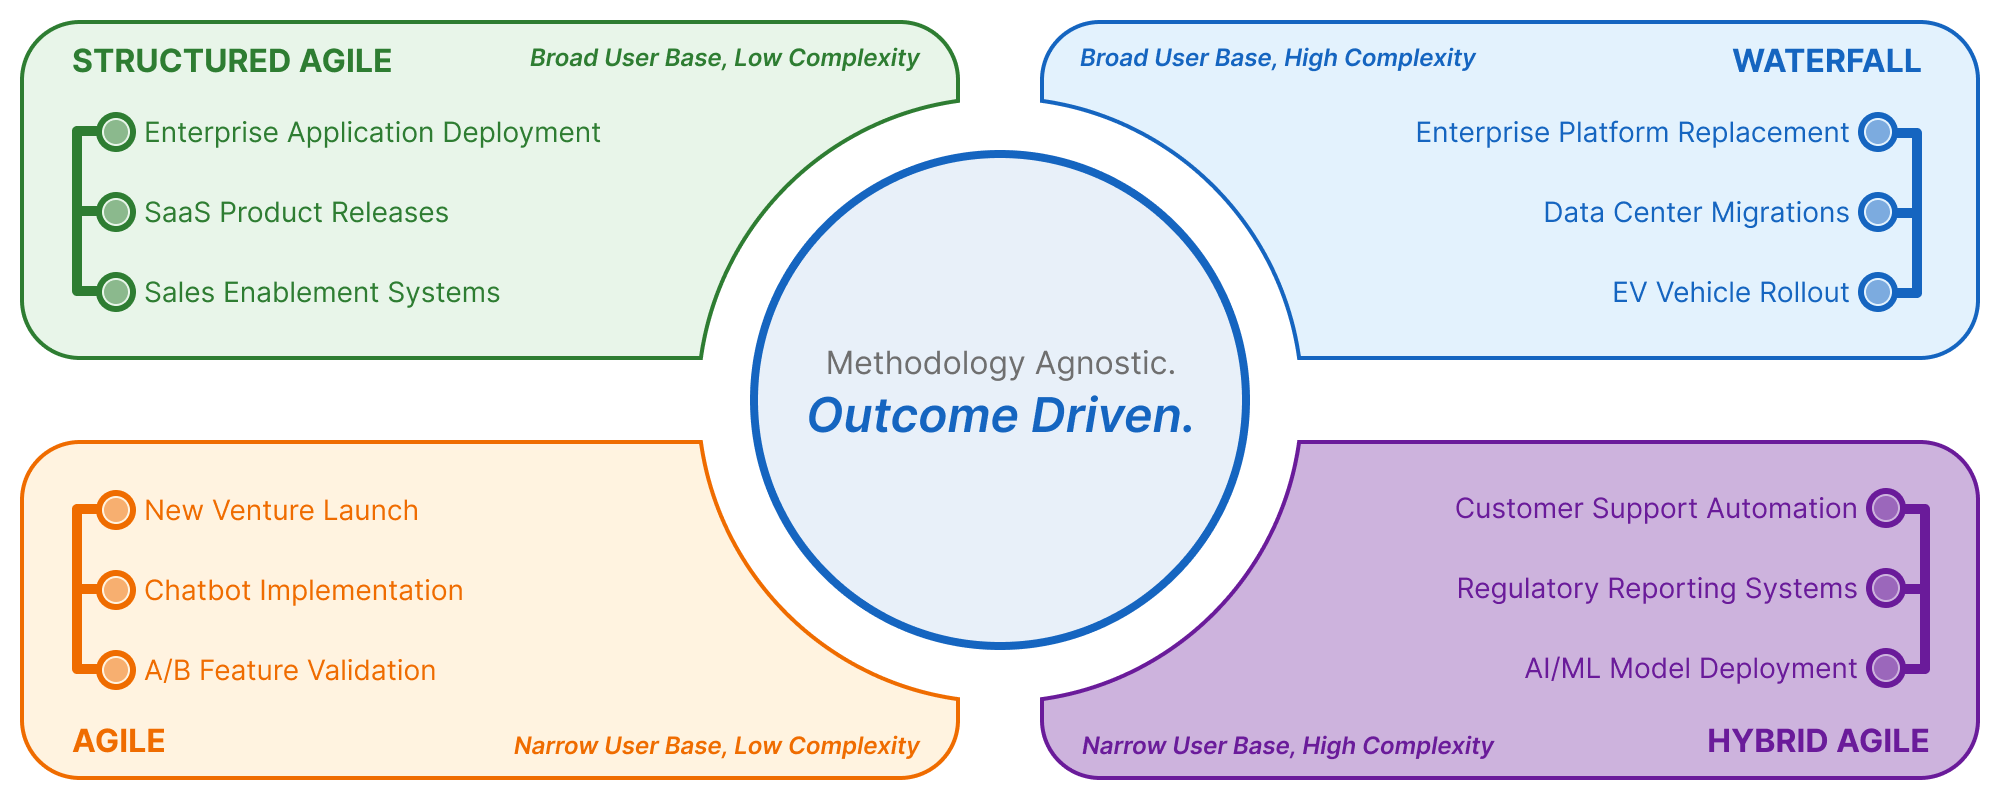 STRUCTURED AGILE
Broad User Base, Low Complexity
Enterprise Application Deployment
SaaS Product Releases
Sales Enablement Systems
Broad User Base, High Complexity
WATERFALL
Enterprise Platform Replacement
Data Center Migrations
EV Vehicle Rollout
Methodology Agnostic.
Outcome Driven.
New Venture Launch
Chatbot Implementation
A/B Feature Validation
AGILE
Narrow User Base, Low Complexity
Customer Support Automation
Regulatory Reporting Systems
AI/ML Model Deployment
Narrow User Base, High Complexity
HYBRID AGILE